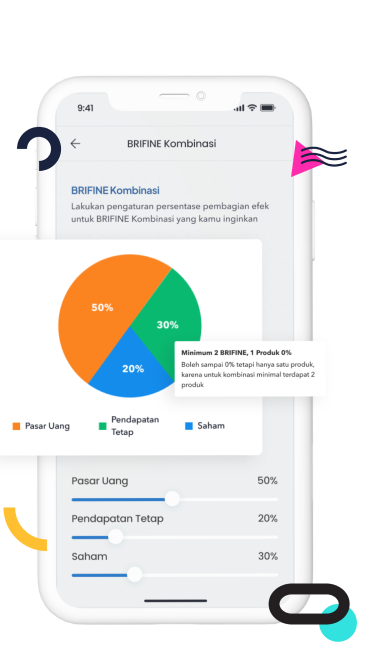 9:41
BRIFINE Kombinasi
BRIFINE Kombinasi
Lakukan pengaturan persentase pembagian efek
untuk BRIFINE Kombinasi yang kamu inginkan
50%
30%
20%
Minimum 2 BRIFINE, 1 Produk 0%
Boleh sampai 0% tetapi hanya satu produk,
karena untuk kombinasi minimal terdapat 2
produk
Pasar Uang
Pendapatan
Tetap
Saham
Pasar Uang 50%
Pendapatan Tetap 20%
Saham 30%